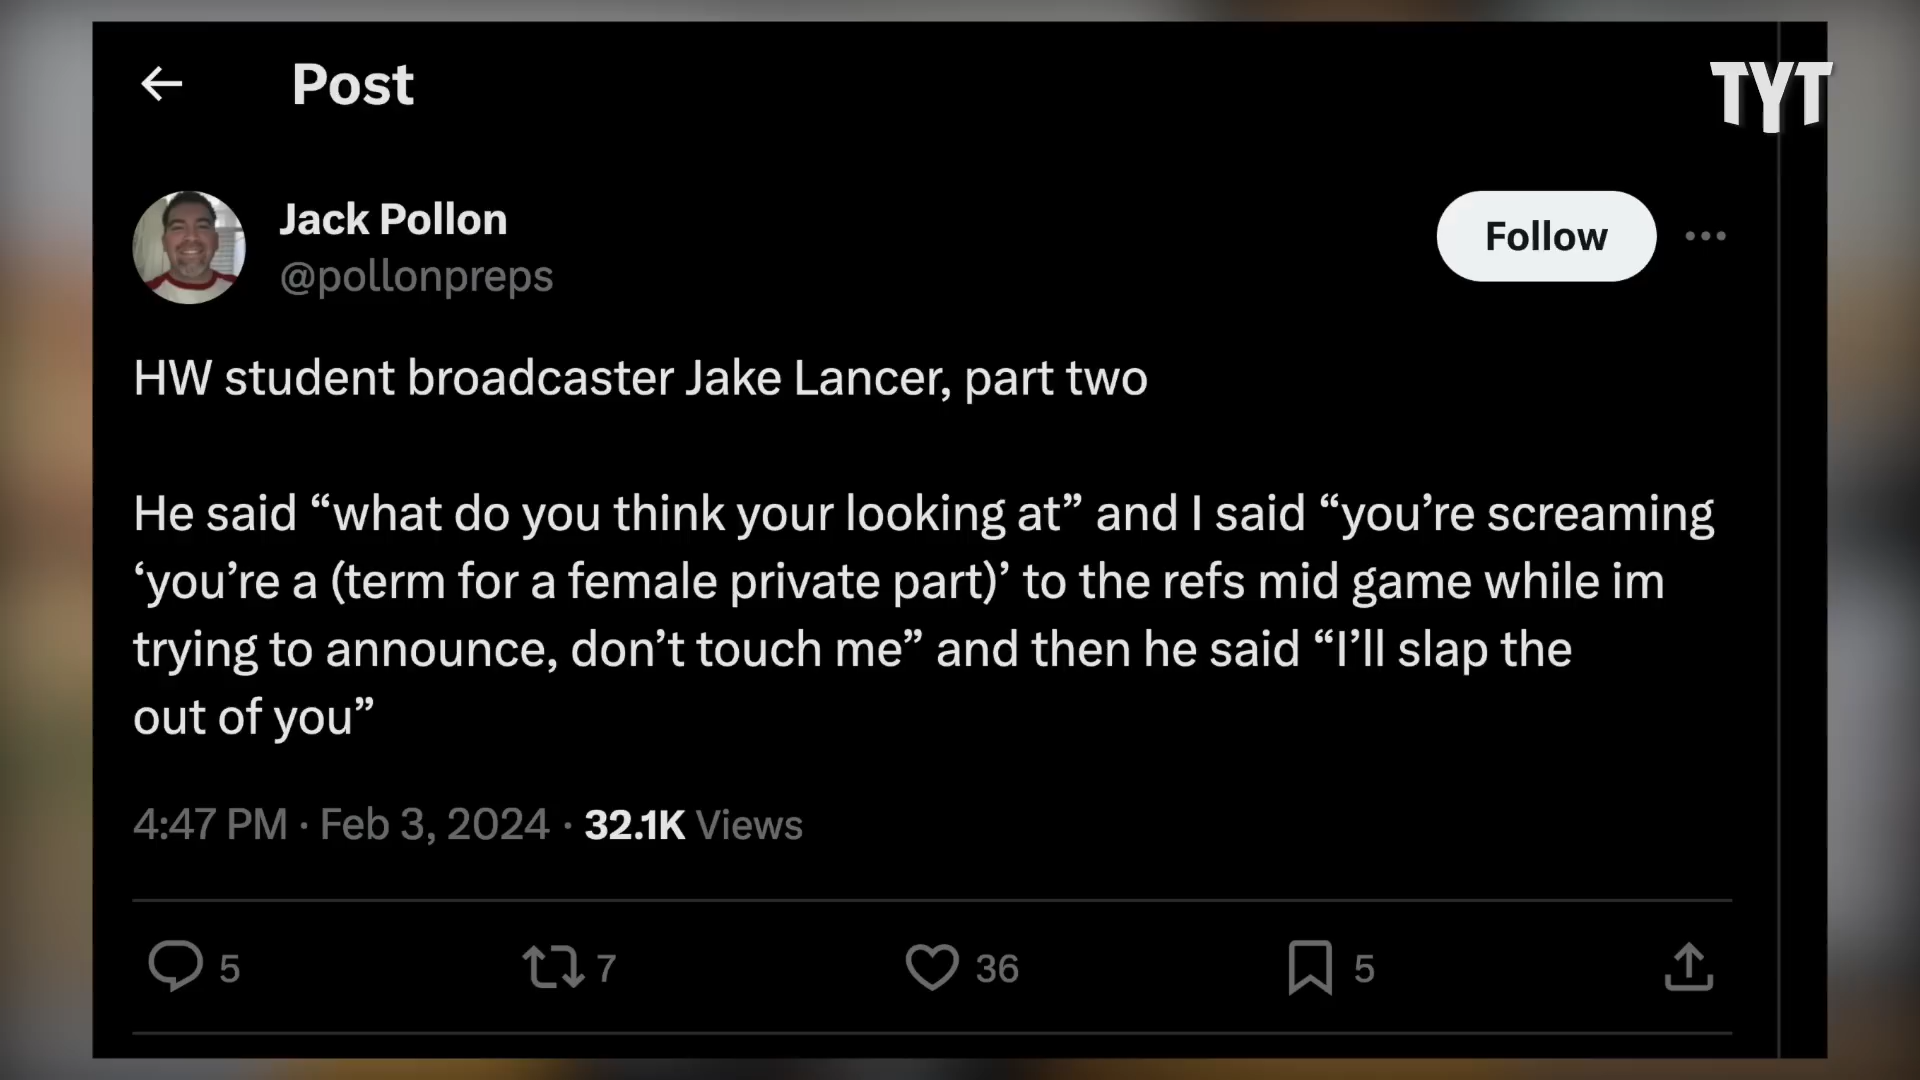 Post
TYT
Jack Pollon
@pollonpreps
Follow
HW student broadcaster Jake Lancer, part two
He said “what do you think your looking at” and I said “you’re screaming
‘you’re a (term for a female private part)’ to the refs mid game while im
trying to announce, don’t touch me” and then he said “I’ll slap the
out of you”
4:47 PM · Feb 3, 2024 · 32.1K Views
5 7 36 5